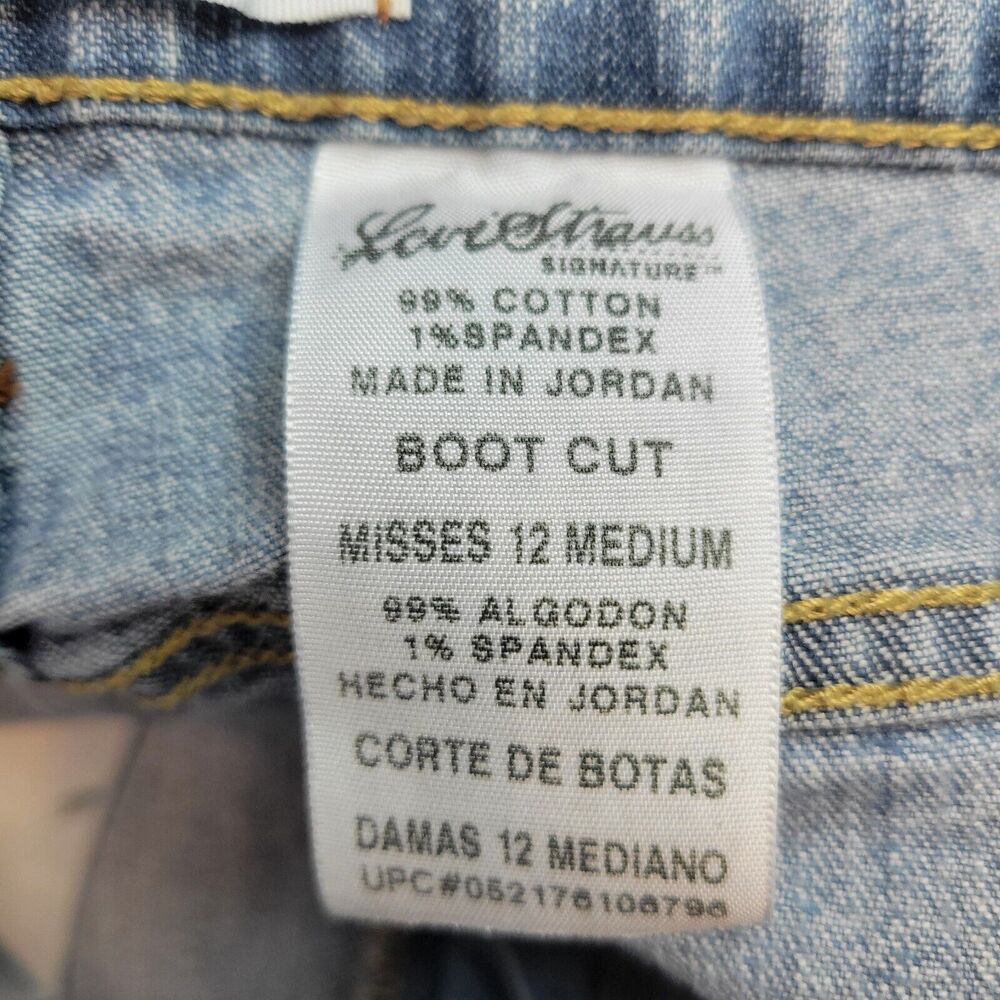 Levi Strauss
SIGNATURE™
99% COTTON
1% SPANDEX
MADE IN JORDAN
BOOT CUT
MISSES 12 MEDIUM
99% ALGODON
1% SPANDEX
HECHO EN JORDAN
CORTE DE BOTAS
DAMAS 12 MEDIANO
UPC#052176106796